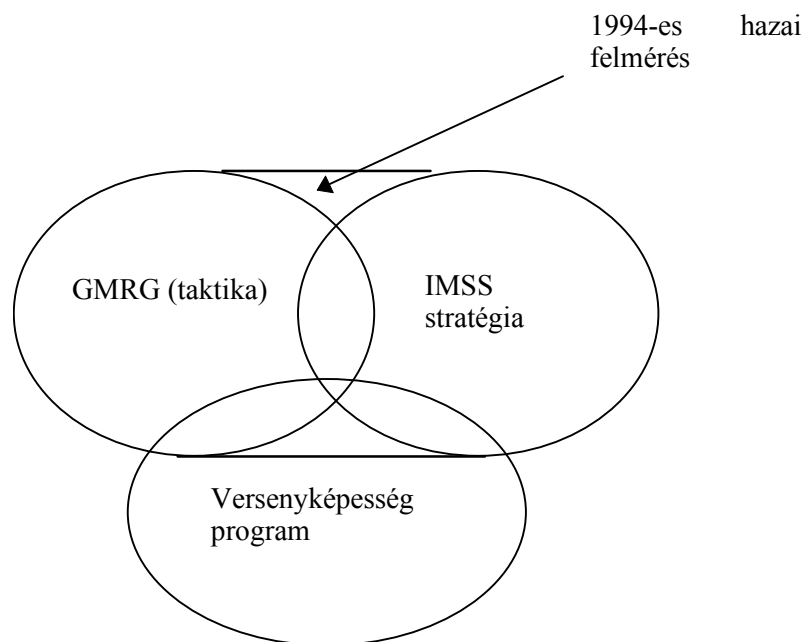 1994-es hazai
felmérés
GMRG (taktika)
IMSS
stratégia
Versenyképesség
program